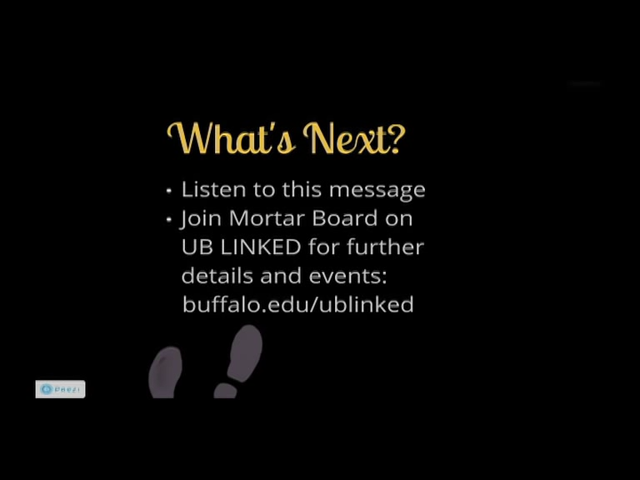 What's Next?
• Listen to this message
• Join Mortar Board on
UB LINKED for further
details and events:
buffalo.edu/ublinked
Prezi